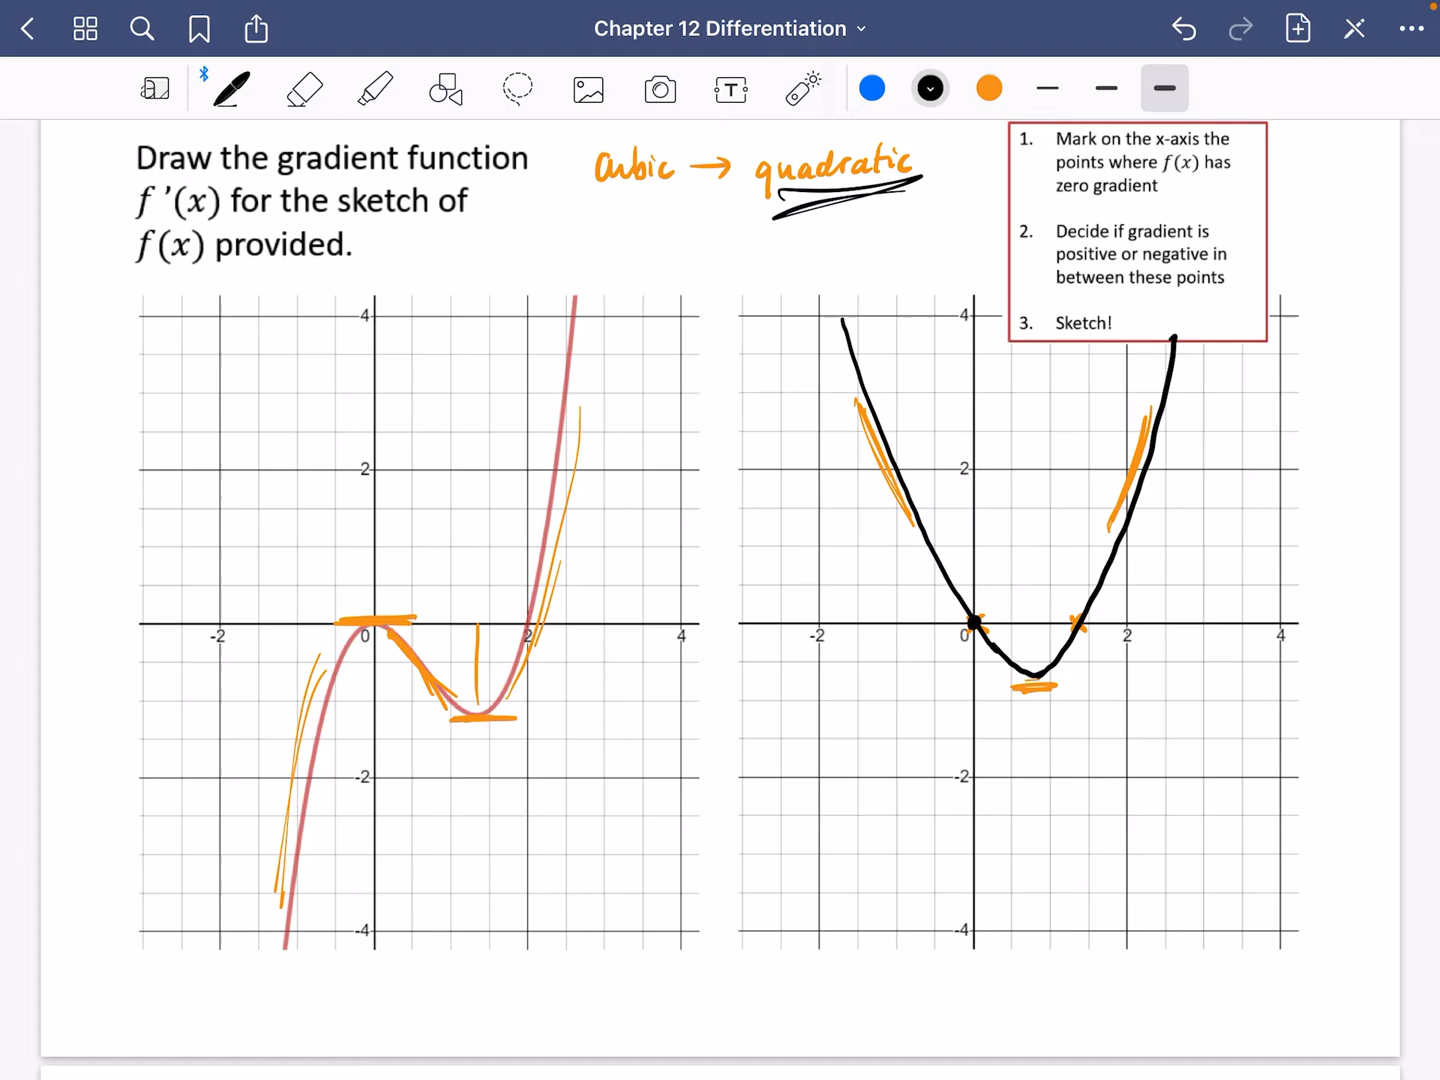 Chapter 12 Differentiation
T
Draw the gradient function
f '(x) for the sketch of
f(x) provided.
Cubic → quadratic
1. Mark on the x-axis the
points where f(x) has
zero gradient
2. Decide if gradient is
positive or negative in
between these points
3. Sketch!
4
2
-2 0 2 4
-2
-4
4
2
-2 0 2 4
-2
-4